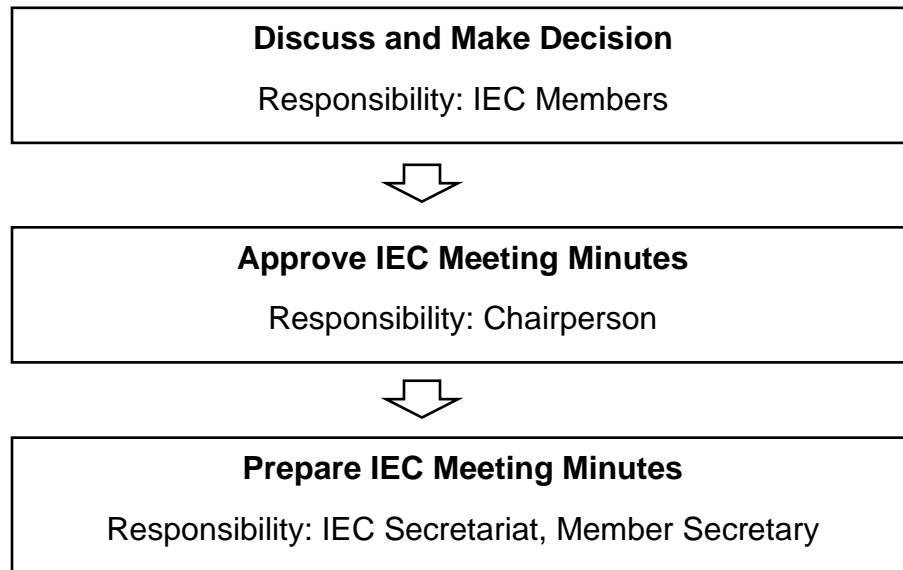 Discuss and Make Decision
Responsibility: IEC Members
Approve IEC Meeting Minutes
Responsibility: Chairperson
Prepare IEC Meeting Minutes
Responsibility: IEC Secretariat, Member Secretary